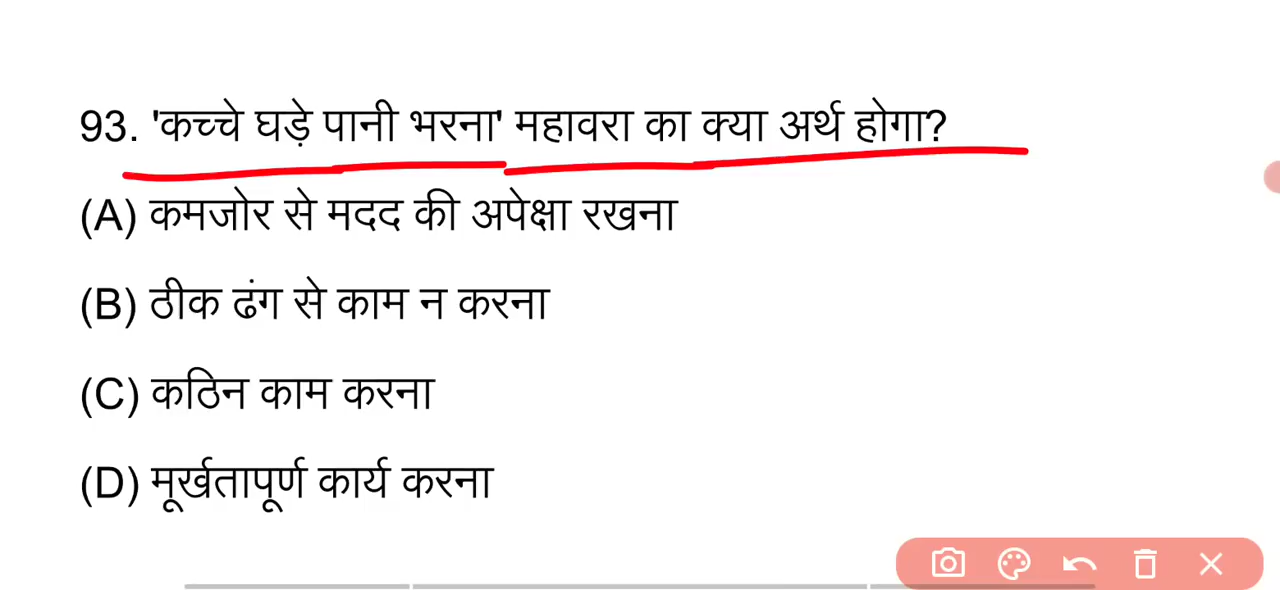 93. 'कच्चे घड़े पानी भरना' महावरा का क्या अर्थ होगा?
(A) कमजोर से मदद की अपेक्षा रखना
(B) ठीक ढंग से काम न करना
(C) कठिन काम करना
(D) मूर्खतापूर्ण कार्य करना